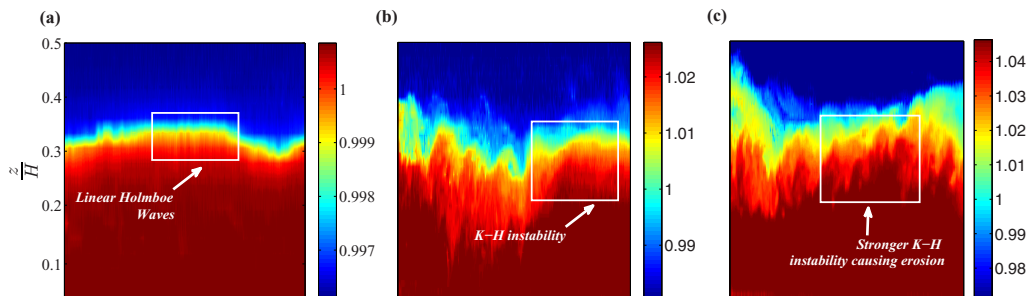 (a)
(b)
(c)
0.5
0.4
0.3
0.2
0.1
z
H
Linear Holmboe
Waves
1
0.999
0.998
0.997
K−H instability
1.02
1.01
1
0.99
Stronger K−H
instability causing erosion
1.04
1.03
1.02
1.01
1.00
0.99
0.98